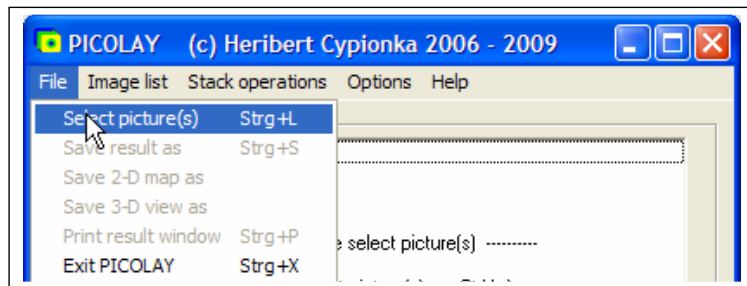 PICOLAY (c) Heribert Cypionka 2006 - 2009
File Image list Stack operations Options Help
Select picture(s) Strg+L
Save result as Strg+S
Save 2-D map as
Save 3-D view as
Print result window Strg+P
select picture(s) ----------
Exit PICOLAY Strg+X